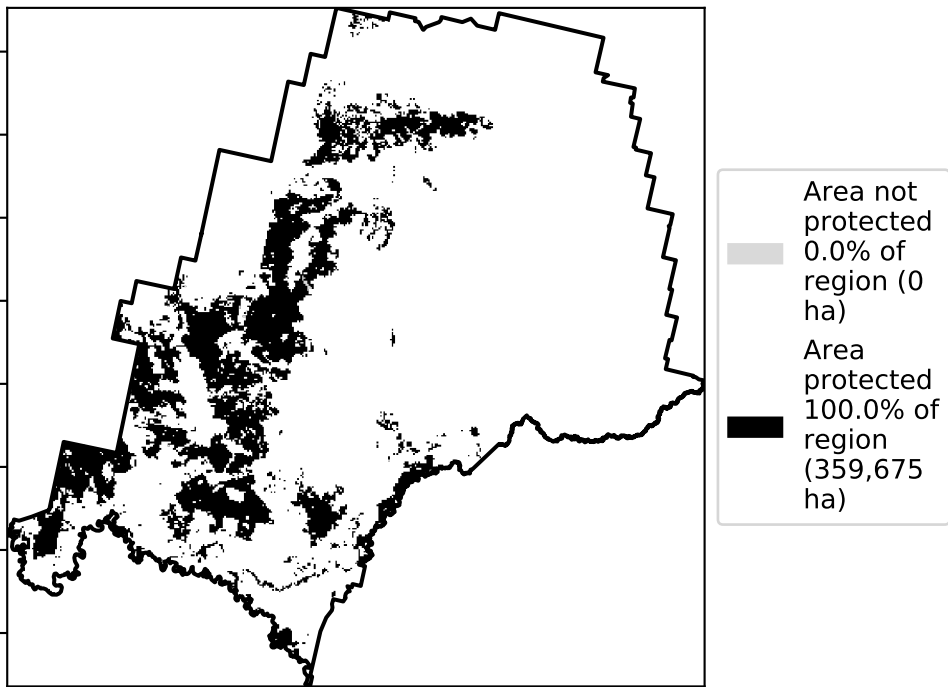 Area not
protected
0.0% of
region (0
ha)
Area
protected
100.0% of
region
(359,675
ha)